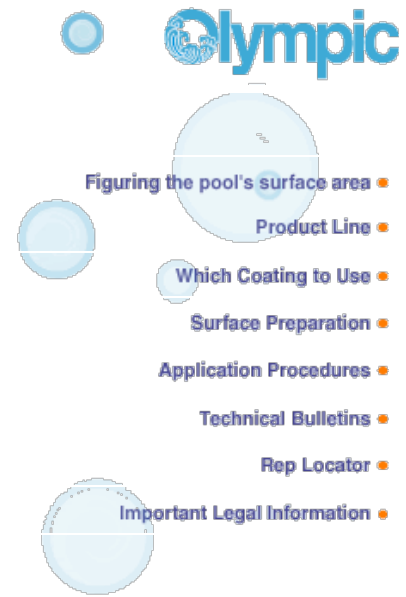 Olympic
Figuring the pool's surface area
Product Line
Which Coating to Use
Surface Preparation
Application Procedures
Technical Bulletins
Rep Locator
Important Legal Information